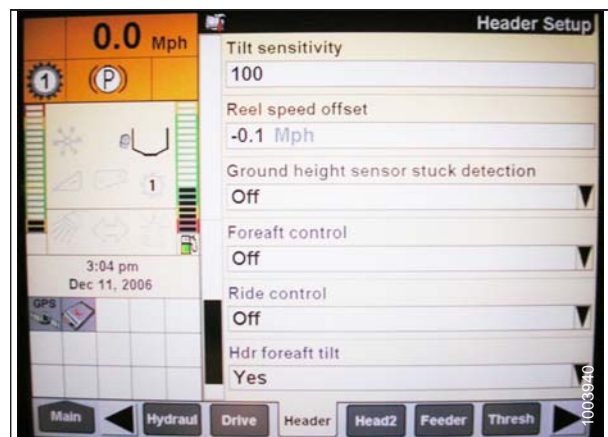 0.0 Mph
Header Setup
1
(P)
Tilt sensitivity
100
Reel speed offset
-0.1 Mph
Ground height sensor stuck detection
Off
1
Foreaft control
Off
3:04 pm
Dec 11, 2006
GPS
Ride control
Off
Hdr foreaft tilt
Yes
Main
Hydraul
Drive
Header
Head2
Feeder
Thresh
1003940